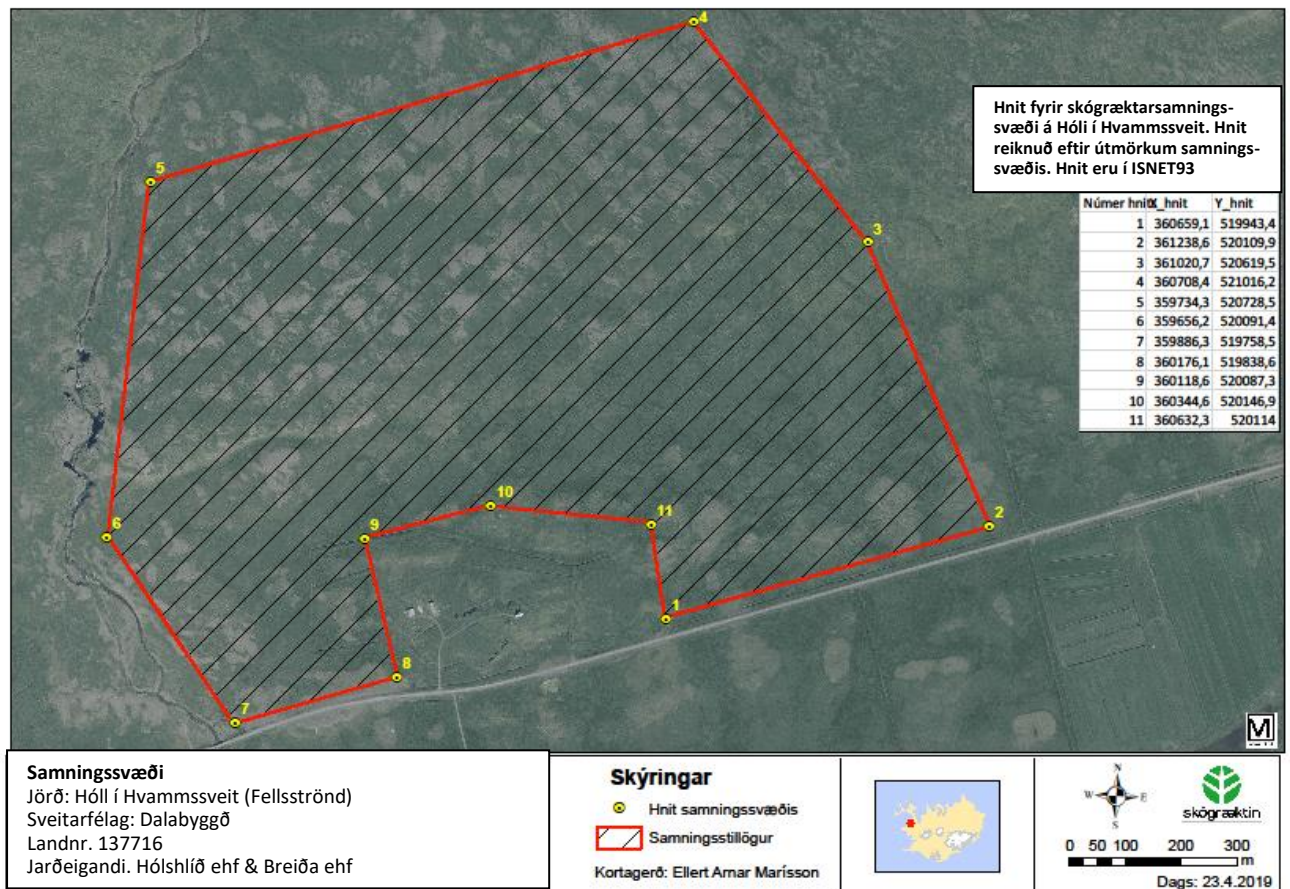 4
5
3
10
11
9
2
6
1
8
7
Hnit fyrir skógræktarsamnings-
svæði á Hóli í Hvammssveit. Hnit
reiknuð eftir útmörkum samnings-
svæðis. Hnit eru í ISNET93
Númer hnits X_hnit Y_hnit
1 360659,1 519943,4
2 361238,6 520109,9
3 361020,7 520619,5
4 360708,4 521016,2
5 359734,3 520728,5
6 359656,2 520091,4
7 359886,3 519758,5
8 360176,1 519838,6
9 360118,6 520087,3
10 360344,6 520146,9
11 360632,3 520114
Samningssvæði
Jörð: Hóll í Hvammssveit (Fellsströnd)
Sveitarfélag: Dalabyggð
Landnr. 137716
Jarðeigandi. Hólshlíð ehf & Breiða ehf
Skýringar
Hnit samningssvæðis
Samningsstillögur
Kortagerð: Ellert Arnar Marísson
N
W E
S
skógræktin
0 50 100 200 300
m
Dags: 23.4.2019
M